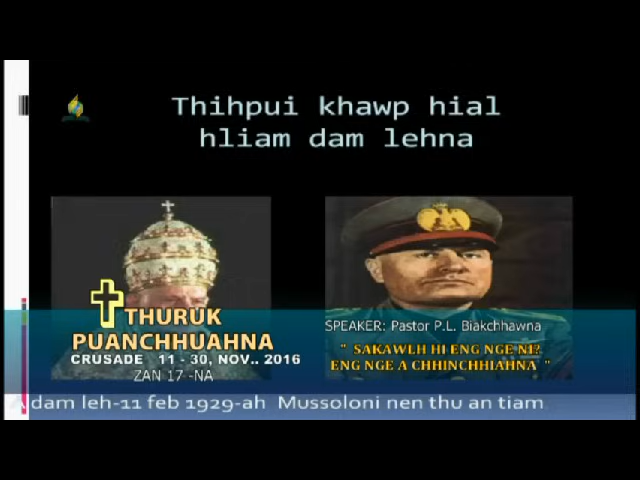 Thihpui khawp hial
hliam dam lehna
THURUK
PUANCHHUAHNA
CRUSADE 11 - 30, NOV.. 2016
ZAN 17 -NA
SPEAKER: Pastor P.L. Biakchhawna
" SAKAWLH HI ENG NGE NI?
ENG NGE A CHHINCHHIAHNA "
A dam leh-11 feb 1929-ah Mussoloni nen thu an tiam